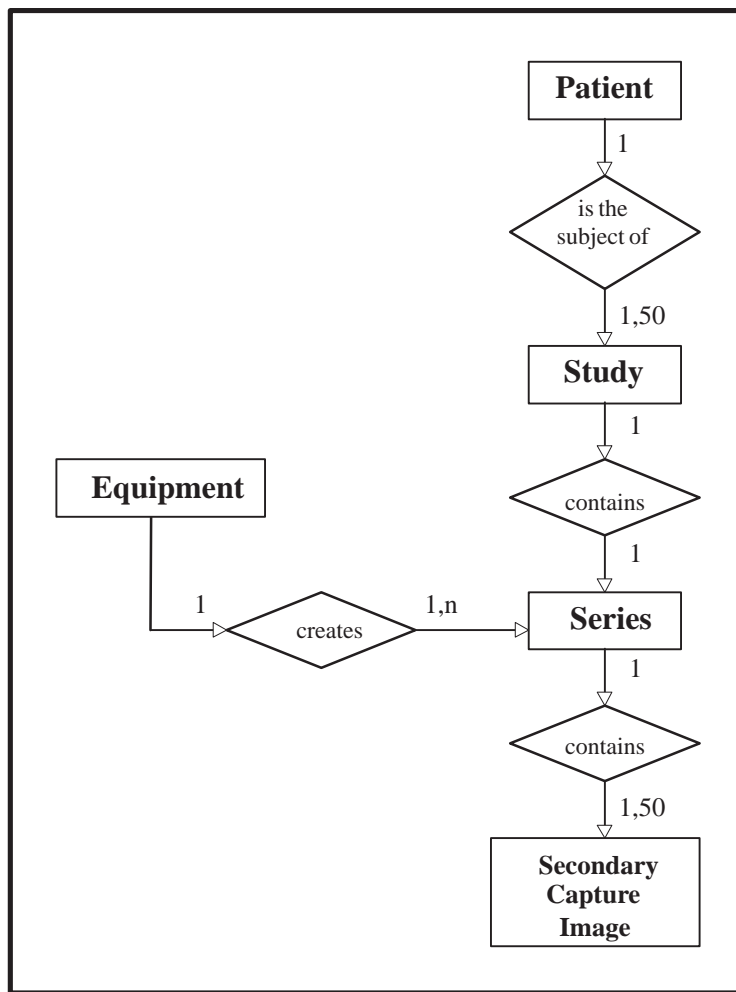 Patient
1
is the
subject of
1,50
Study
1
contains
1
Equipment
1
creates
1,n
Series
1
contains
1,50
Secondary
Capture
Image